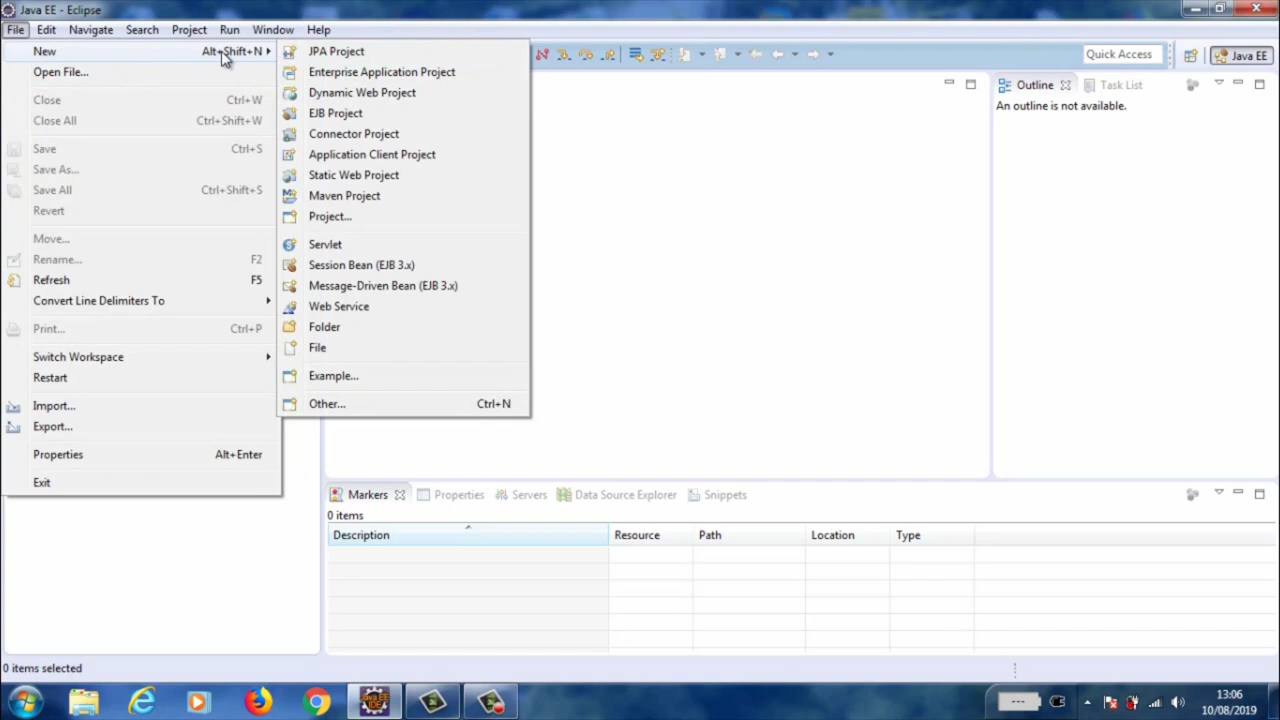 Java EE - Eclipse
File Edit Navigate Search Project Run Window Help
New Alt+Shift+N
Open File...
Close Ctrl+W
Close All Ctrl+Shift+W
Save Ctrl+S
Save As...
Save All Ctrl+Shift+S
Revert
Move...
Rename... F2
Refresh F5
Convert Line Delimiters To
Print... Ctrl+P
Switch Workspace
Restart
Import...
Export...
Properties Alt+Enter
Exit
JPA Project
Enterprise Application Project
Dynamic Web Project
EJB Project
Connector Project
Application Client Project
Static Web Project
Maven Project
Project...
Servlet
Session Bean (EJB 3.x)
Message-Driven Bean (EJB 3.x)
Web Service
Folder
File
Example...
Other... Ctrl+N
Quick Access Java EE
Outline Task List
An outline is not available.
Markers Properties Servers Data Source Explorer Snippets
0 items
Description Resource Path Location Type
0 items selected
Java EE
IDE
13:06
10/08/2019